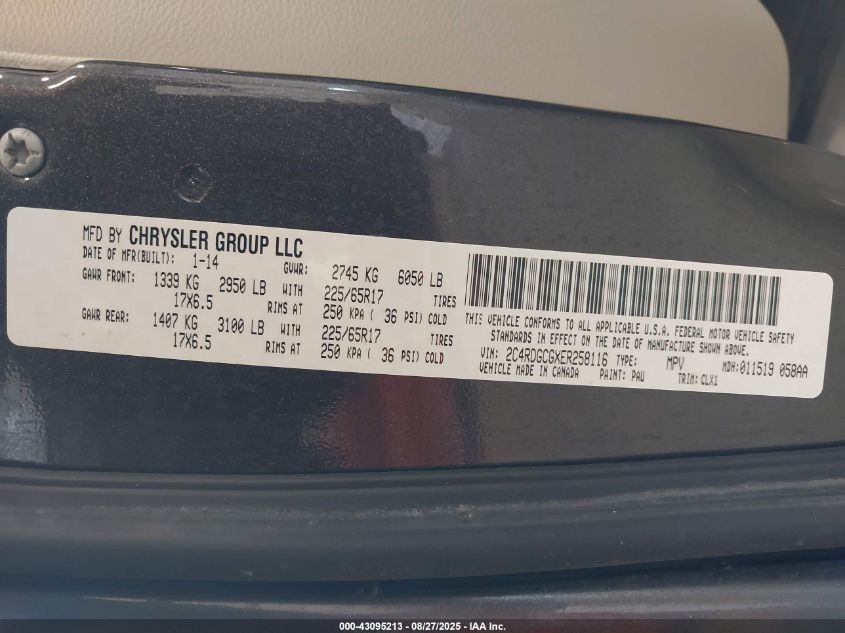 MFD BY CHRYSLER GROUP LLC
DATE OF MFR(BUILT): 1-14 GVWR: 2745 KG 6050 LB
GAWR FRONT: 1339 KG 2950 LB WITH 225/65R17 TIRES
17X6.5 RIMS AT 250 KPA ( 36 PSI) COLD
GAWR REAR: 1407 KG 3100 LB WITH 225/65R17 TIRES
17X6.5 RIMS AT 250 KPA ( 36 PSI) COLD
THIS VEHICLE CONFORMS TO ALL APPLICABLE U.S.A. FEDERAL MOTOR VEHICLE SAFETY
STANDARDS IN EFFECT ON THE DATE OF MANUFACTURE SHOWN ABOVE.
VIN: 2C4RDGCGXER258116 TYPE: MPV MDH:011519 058AA
VEHICLE MADE IN CANADA PAINT: PAU TRIM: CLX1
000-43095213 - 08/27/2025 - IAA Inc.